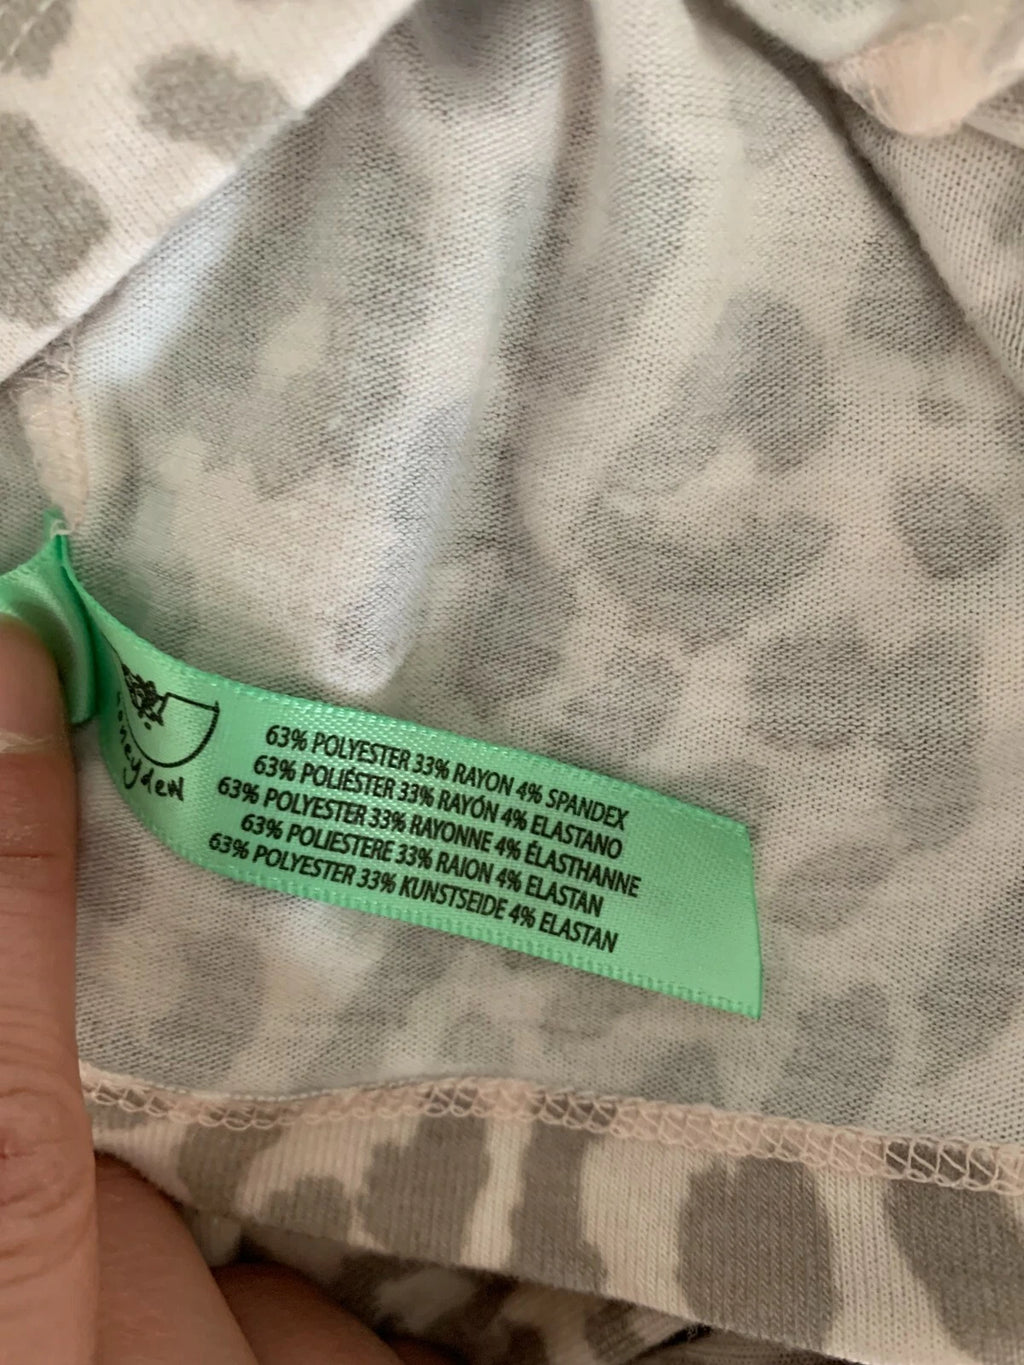 honeydew
63% POLYESTER 33% RAYON 4% SPANDEX
63% POLIÉSTER 33% RAYÓN 4% ELASTANO
63% POLYESTER 33% RAYONNE 4% ÉLASTHANNE
63% POLIESTERE 33% RAION 4% ELASTAN
63% POLYESTER 33% KUNSTSEIDE 4% ELASTAN